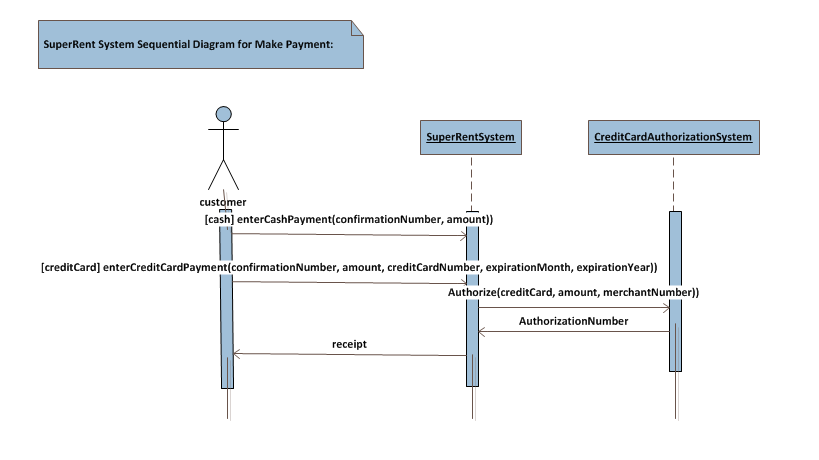 SuperRent System Sequential Diagram for Make Payment:
SuperRentSystem
CreditCardAuthorizationSystem
customer
[cash] enterCashPayment(confirmationNumber, amount))
[creditCard] enterCreditCardPayment(confirmationNumber, amount, creditCardNumber, expirationMonth, expirationYear))
Authorize(creditCard, amount, merchantNumber))
AuthorizationNumber
receipt